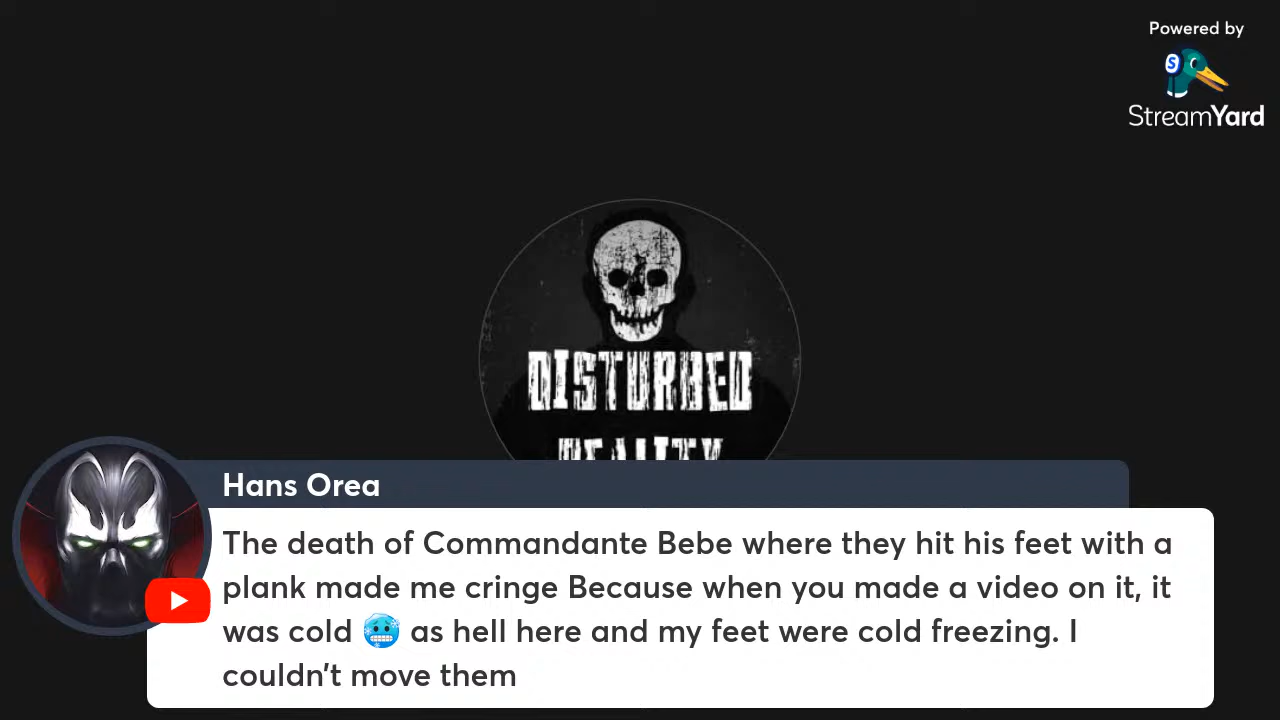 Powered by
S
StreamYard
DISTURBED
REALITY
Hans Orea
The death of Commandante Bebe where they hit his feet with a
plank made me cringe Because when you made a video on it, it
was cold 🥶 as hell here and my feet were cold freezing. I
couldn't move them